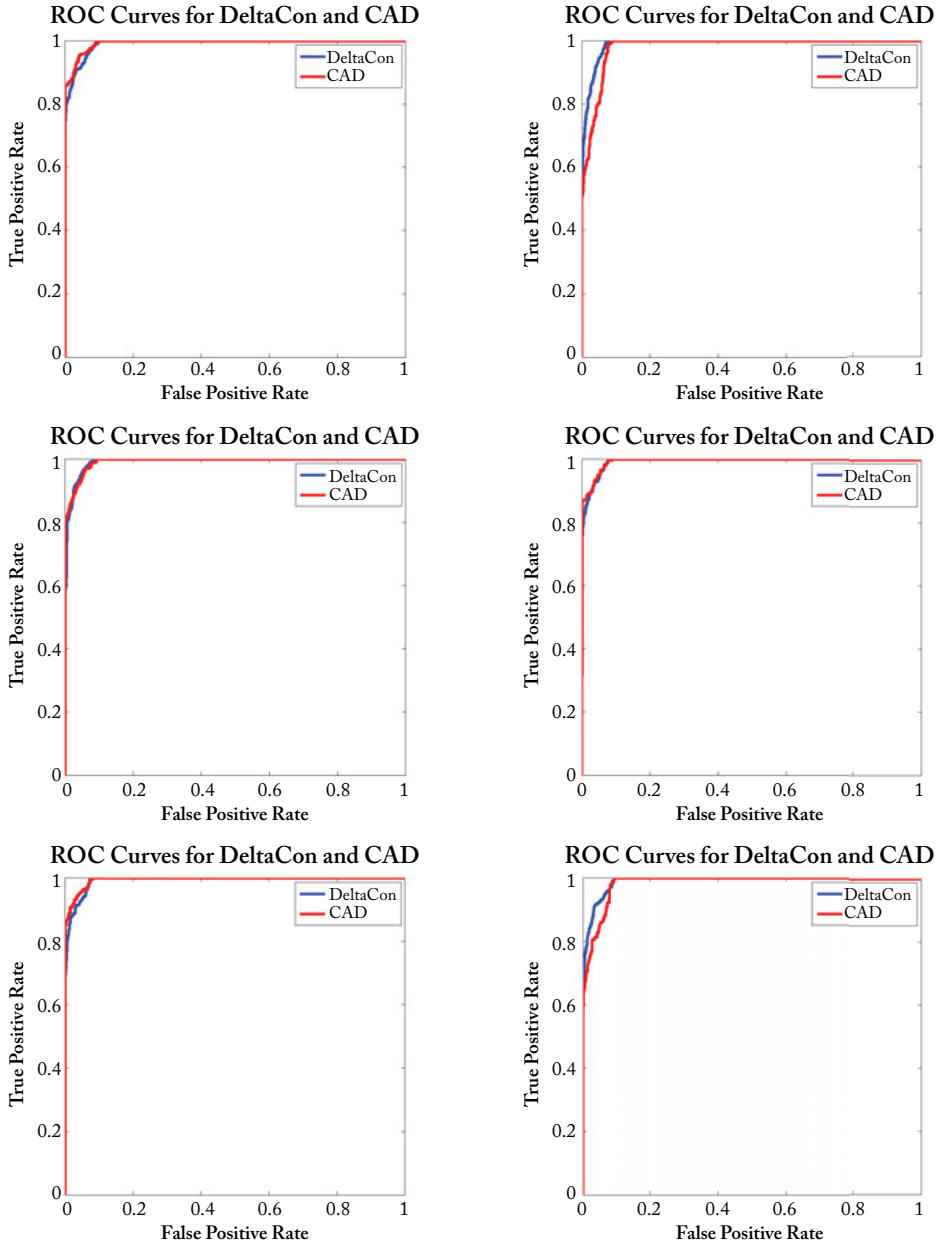 ROC Curves for DeltaCon and CAD
1
0.8
0.6
0.4
0.2
0
True Positive Rate
DeltaCon
CAD
0 0.2 0.4 0.6 0.8 1
False Positive Rate
ROC Curves for DeltaCon and CAD
1
0.8
0.6
0.4
0.2
0
True Positive Rate
DeltaCon
CAD
0 0.2 0.4 0.6 0.8 1
False Positive Rate
ROC Curves for DeltaCon and CAD
1
0.8
0.6
0.4
0.2
0
True Positive Rate
DeltaCon
CAD
0 0.2 0.4 0.6 0.8 1
False Positive Rate
ROC Curves for DeltaCon and CAD
1
0.8
0.6
0.4
0.2
0
True Positive Rate
DeltaCon
CAD
0 0.2 0.4 0.6 0.8 1
False Positive Rate
ROC Curves for DeltaCon and CAD
1
0.8
0.6
0.4
0.2
0
True Positive Rate
DeltaCon
CAD
0 0.2 0.4 0.6 0.8 1
False Positive Rate
ROC Curves for DeltaCon and CAD
1
0.8
0.6
0.4
0.2
0
True Positive Rate
DeltaCon
CAD
0 0.2 0.4 0.6 0.8 1
False Positive Rate